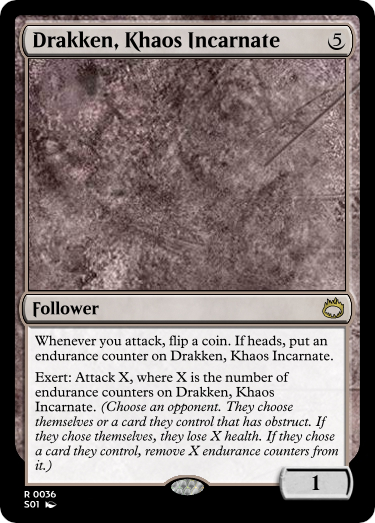 Drakken, Khaos Incarnate 5
Follower
Whenever you attack, flip a coin. If heads, put an
endurance counter on Drakken, Khaos Incarnate.
Exert: Attack X, where X is the number of
endurance counters on Drakken, Khaos
Incarnate. (Choose an opponent. They choose
themselves or a card they control that has obstruct. If
they chose themselves, they lose X health. If they chose
a card they control, remove X endurance counters from
it.)
1
R 0036
S01